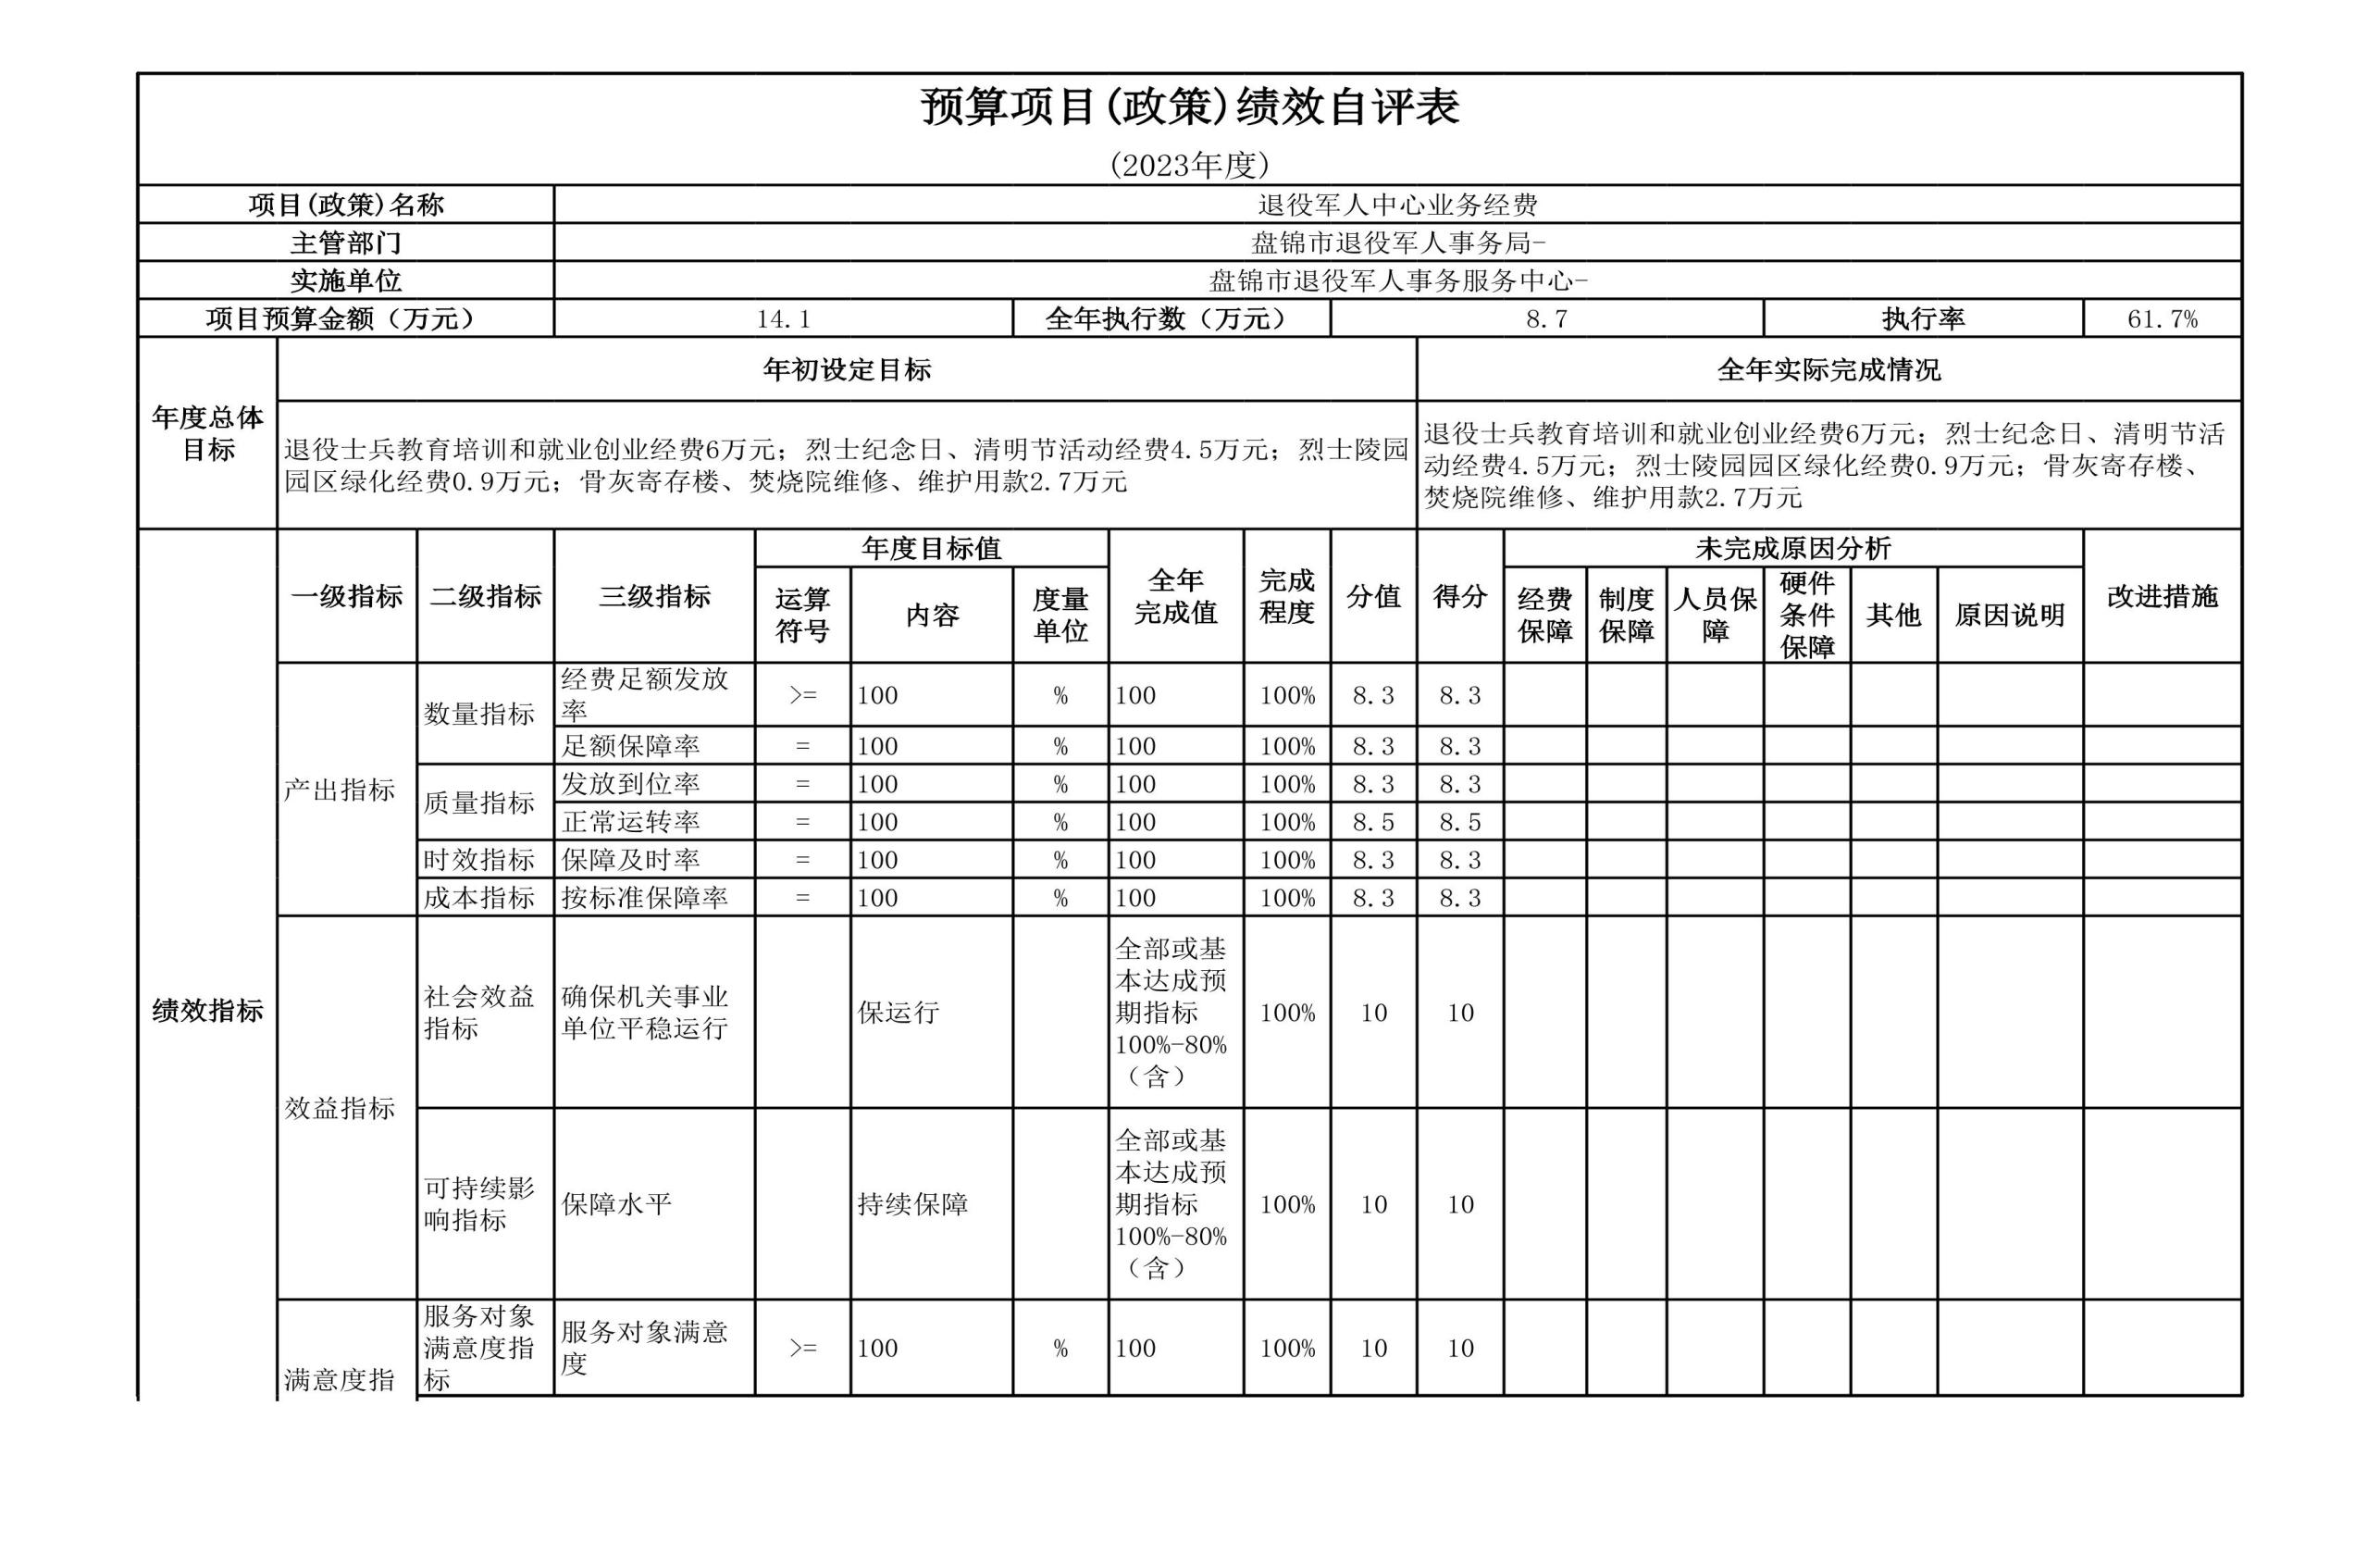 预算项目(政策)绩效自评表
(2023年度)
项目(政策)名称 退役军人中心业务经费
主管部门 盘锦市退役军人事务局-
实施单位 盘锦市退役军人事务服务中心-
项目预算金额（万元） 14.1 全年执行数（万元） 8.7 执行率 61.7%
年度总体
目标
年初设定目标 全年实际完成情况
退役士兵教育培训和就业创业经费6万元；烈士纪念日、清明节活动经费4.5万元；烈士陵园
园区绿化经费0.9万元；骨灰寄存楼、焚烧院维修、维护用款2.7万元
退役士兵教育培训和就业创业经费6万元；烈士纪念日、清明节活
动经费4.5万元；烈士陵园园区绿化经费0.9万元；骨灰寄存楼、
焚烧院维修、维护用款2.7万元
绩效指标
一级指标 二级指标 三级指标
年度目标值
运算
符号
内容
度量
单位
全年
完成值
完成
程度
分值 得分
未完成原因分析
经费
保障
制度
保障
人员保
障
硬件
条件
保障
其他 原因说明
改进措施
产出指标
数量指标
经费足额发放
率
>= 100 % 100 100% 8.3 8.3
足额保障率 = 100 % 100 100% 8.3 8.3
质量指标
发放到位率 = 100 % 100 100% 8.3 8.3
正常运转率 = 100 % 100 100% 8.5 8.5
时效指标 保障及时率 = 100 % 100 100% 8.3 8.3
成本指标 按标准保障率 = 100 % 100 100% 8.3 8.3
效益指标
社会效益
指标
确保机关事业
单位平稳运行
保运行
全部或基
本达成预
期指标
100%-80%
（含）
100% 10 10
可持续影
响指标
保障水平
持续保障
全部或基
本达成预
期指标
100%-80%
（含）
100% 10 10
满意度指
服务对象
满意度指
标
服务对象满意
度
>= 100 % 100 100% 10 10